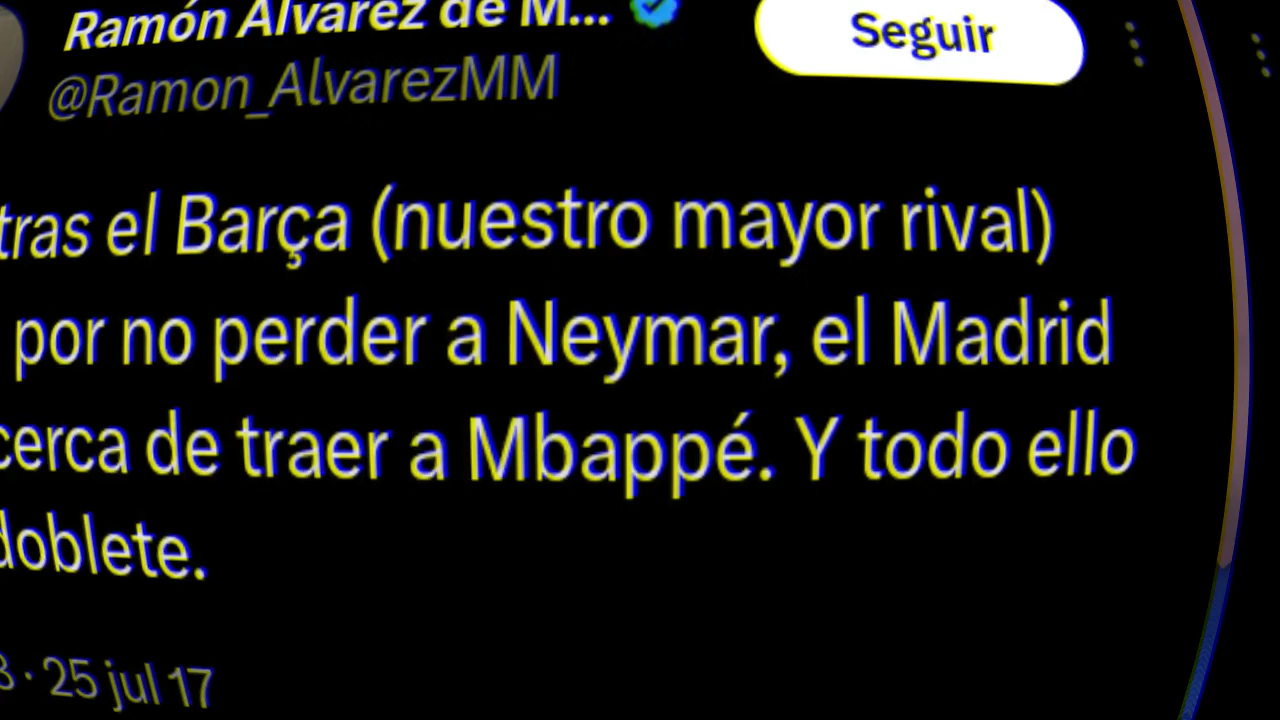 Ramón Alvarez de M...
Seguir
@Ramon_AlvarezMM
tras el Barça (nuestro mayor rival)
por no perder a Neymar, el Madrid
cerca de traer a Mbappé. Y todo ello
doblete.
· 25 jul 17